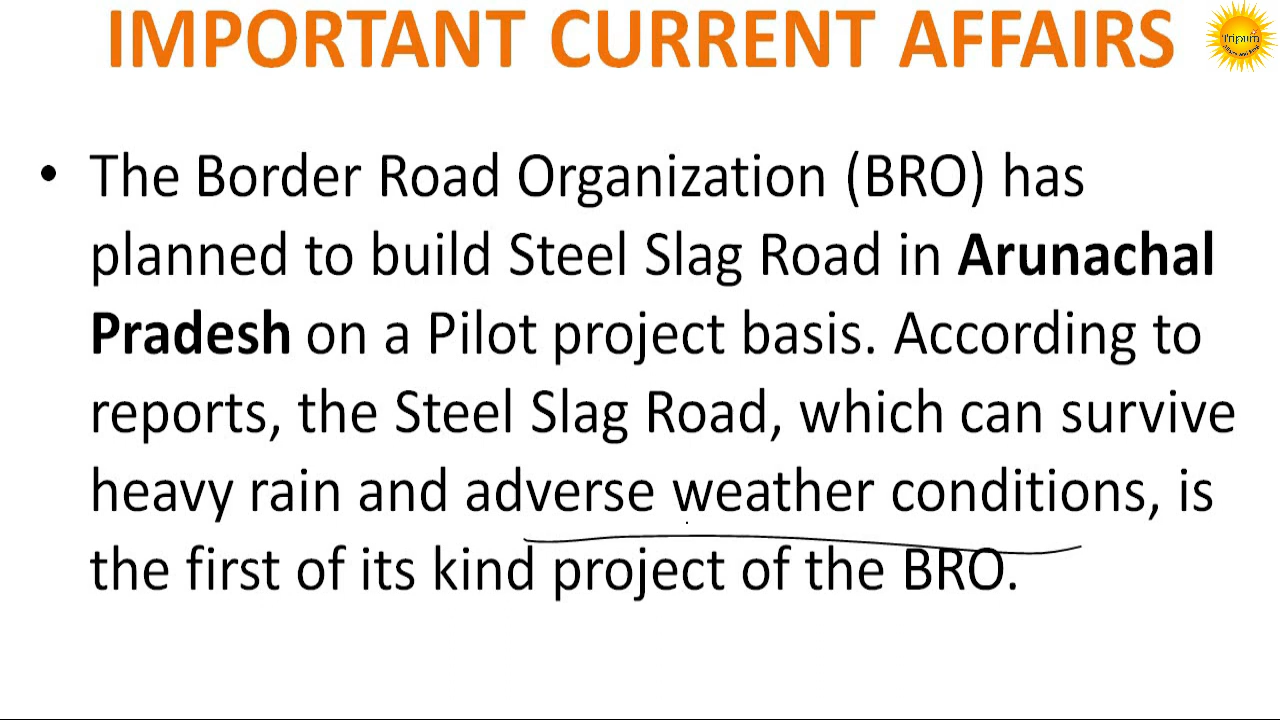 IMPORTANT CURRENT AFFAIRS
Tripura
• The Border Road Organization (BRO) has
planned to build Steel Slag Road in Arunachal
Pradesh on a Pilot project basis. According to
reports, the Steel Slag Road, which can survive
heavy rain and adverse weather conditions, is
the first of its kind project of the BRO.